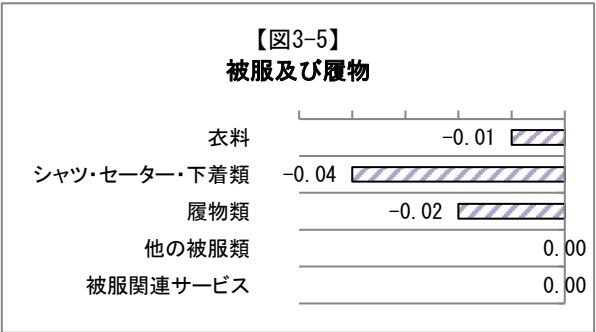 【図3-5】
被服及び履物
衣料 -0.01
シャツ・セーター・下着類 -0.04
履物類 -0.02
他の被服類 0.00
被服関連サービス 0.00